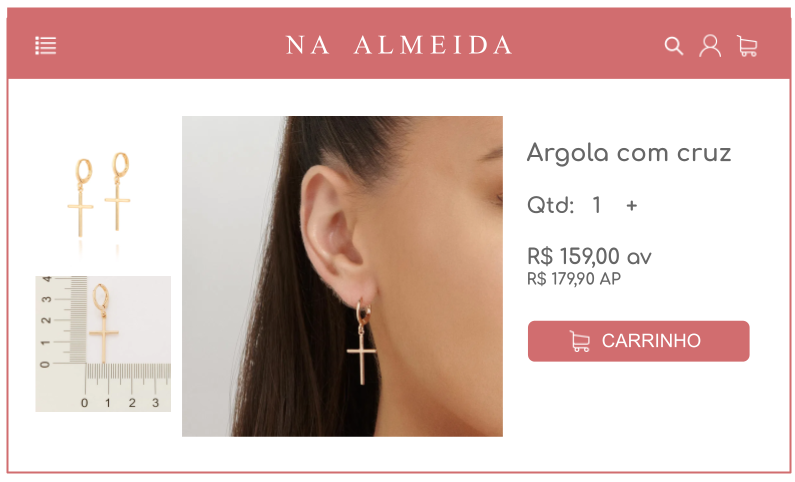 NA ALMEIDA
4
3
2
1
0
0 1 2 3
Argola com cruz
Qtd: 1 +
R$ 159,00 av
R$ 179,90 AP
CARRINHO